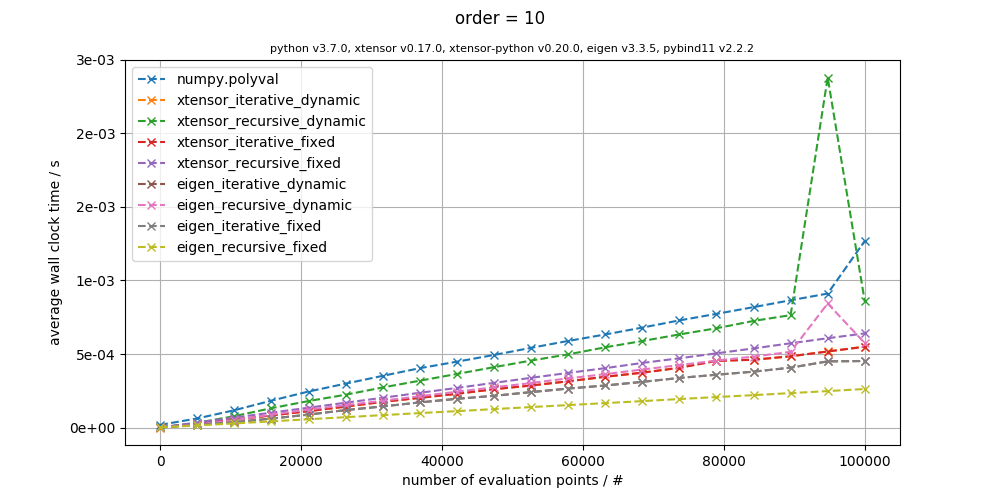 order = 10
python v3.7.0, xtensor v0.17.0, xtensor-python v0.20.0, eigen v3.3.5, pybind11 v2.2.2
3e-03
2e-03
2e-03
1e-03
5e-04
0e+00
average wall clock time / s
numpy.polyval
xtensor_iterative_dynamic
xtensor_recursive_dynamic
xtensor_iterative_fixed
xtensor_recursive_fixed
eigen_iterative_dynamic
eigen_recursive_dynamic
eigen_iterative_fixed
eigen_recursive_fixed
0 20000 40000 60000 80000 100000
number of evaluation points / #